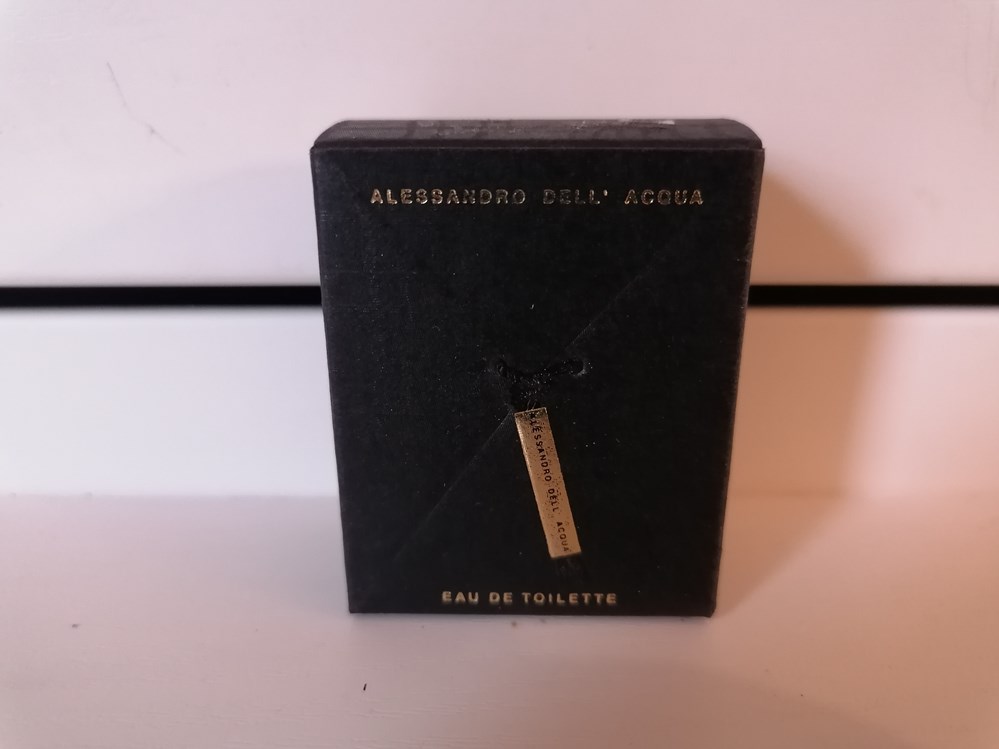 ALESSANDRO DELL' ACQUA
ALESSANDRO DELL' ACQUA
EAU DE TOILETTE